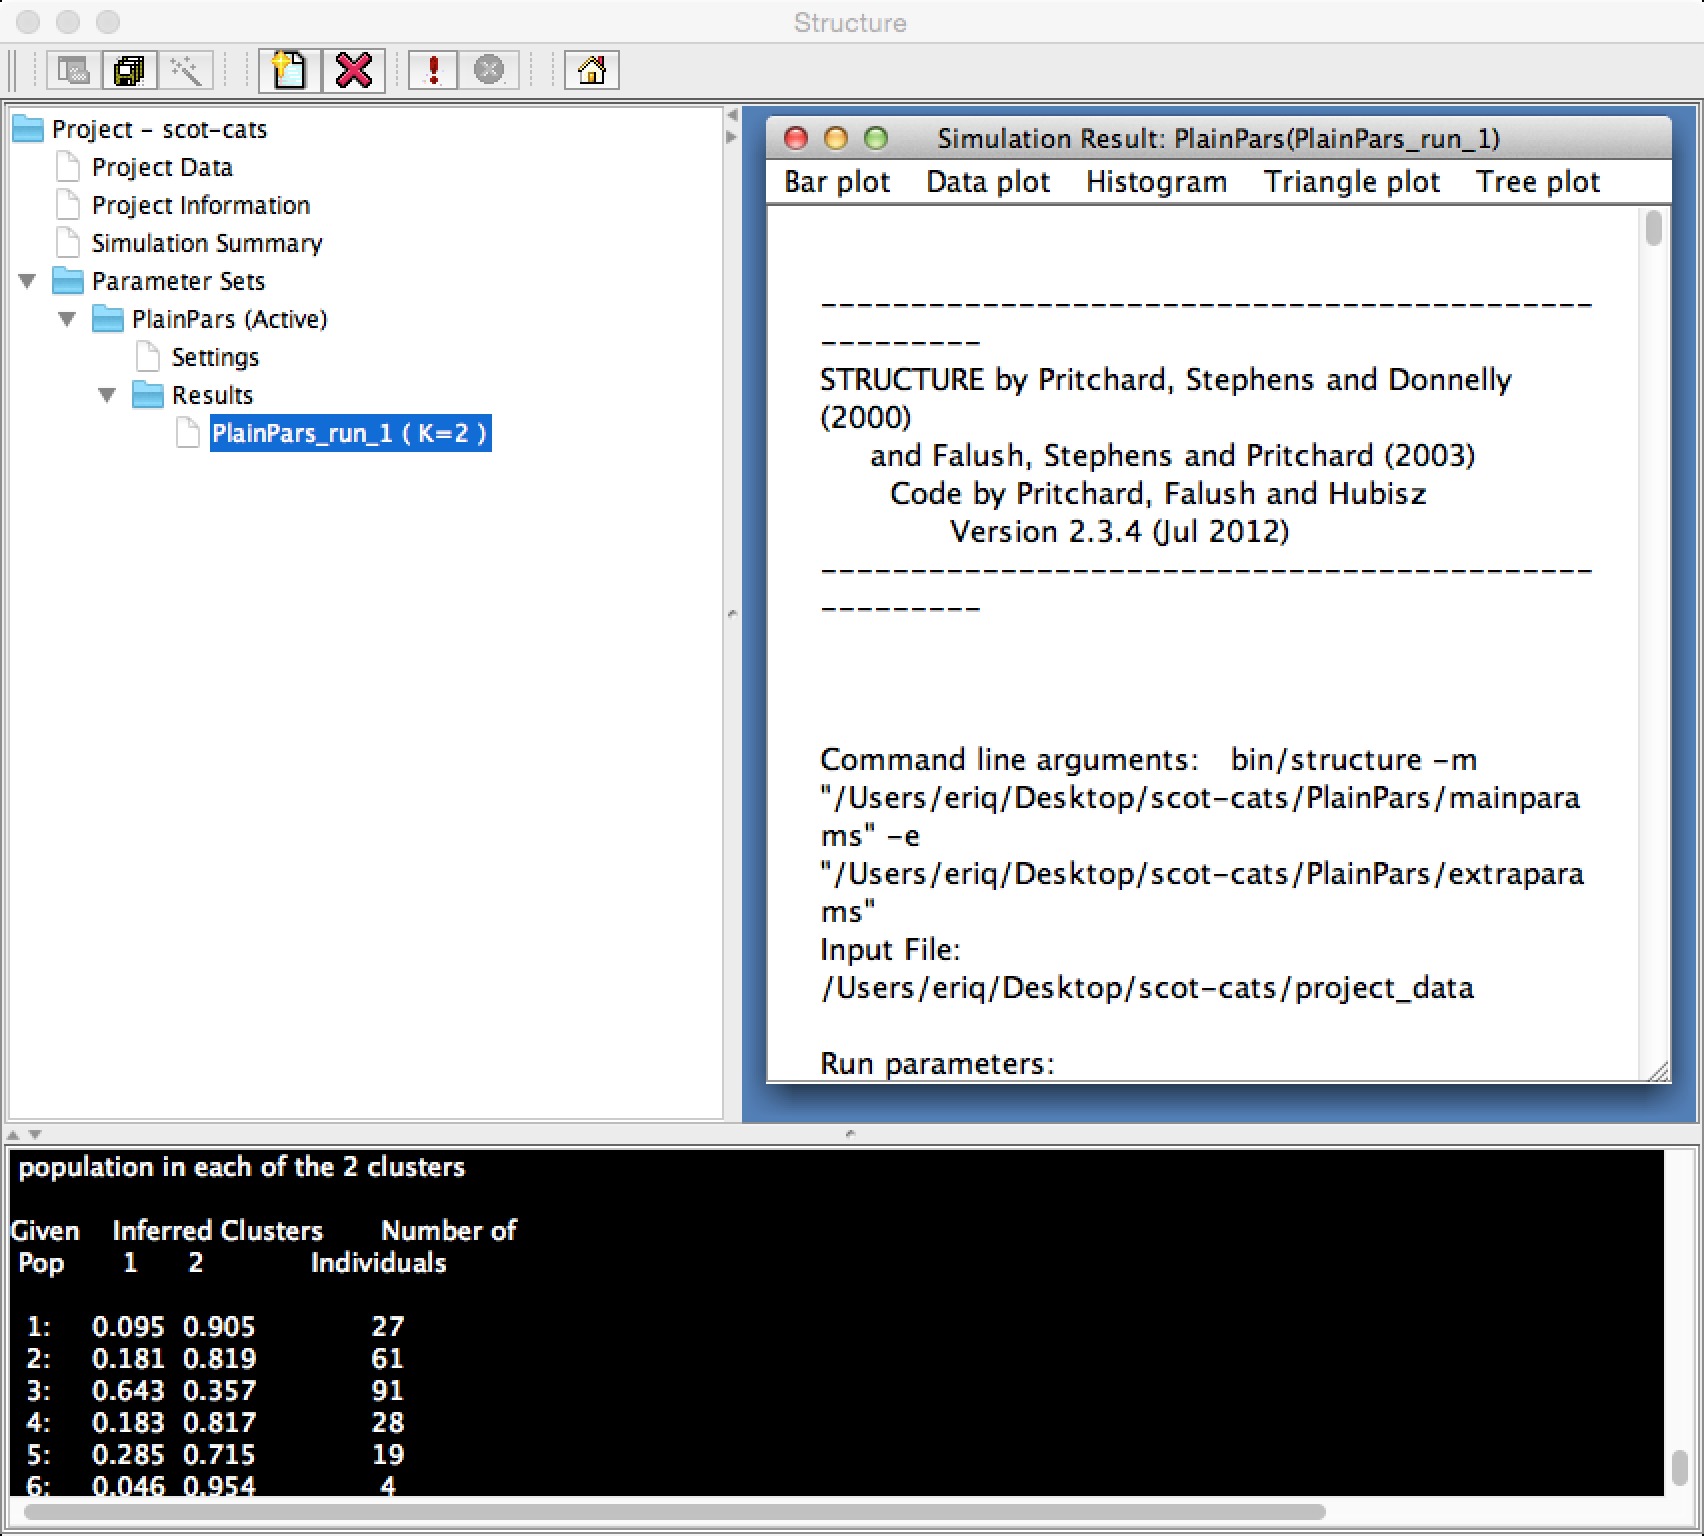 Structure
Project – scot-cats
Project Data
Project Information
Simulation Summary
Parameter Sets
PlainPars (Active)
Settings
Results
PlainPars_run_1 ( K=2 )
Simulation Result: PlainPars(PlainPars_run_1)
Bar plot Data plot Histogram Triangle plot Tree plot
-------------------------------------------
---------
STRUCTURE by Pritchard, Stephens and Donnelly
(2000)
and Falush, Stephens and Pritchard (2003)
Code by Pritchard, Falush and Hubisz
Version 2.3.4 (Jul 2012)
-------------------------------------------
---------
Command line arguments: bin/structure -m
"/Users/eriq/Desktop/scot-cats/PlainPars/mainpara
ms" -e
"/Users/eriq/Desktop/scot-cats/PlainPars/extrapara
ms"
Input File:
/Users/eriq/Desktop/scot-cats/project_data
Run parameters:
population in each of the 2 clusters
Given Inferred Clusters Number of
Pop 1 2 Individuals
1: 0.095 0.905 27
2: 0.181 0.819 61
3: 0.643 0.357 91
4: 0.183 0.817 28
5: 0.285 0.715 19
6: 0.046 0.954 4